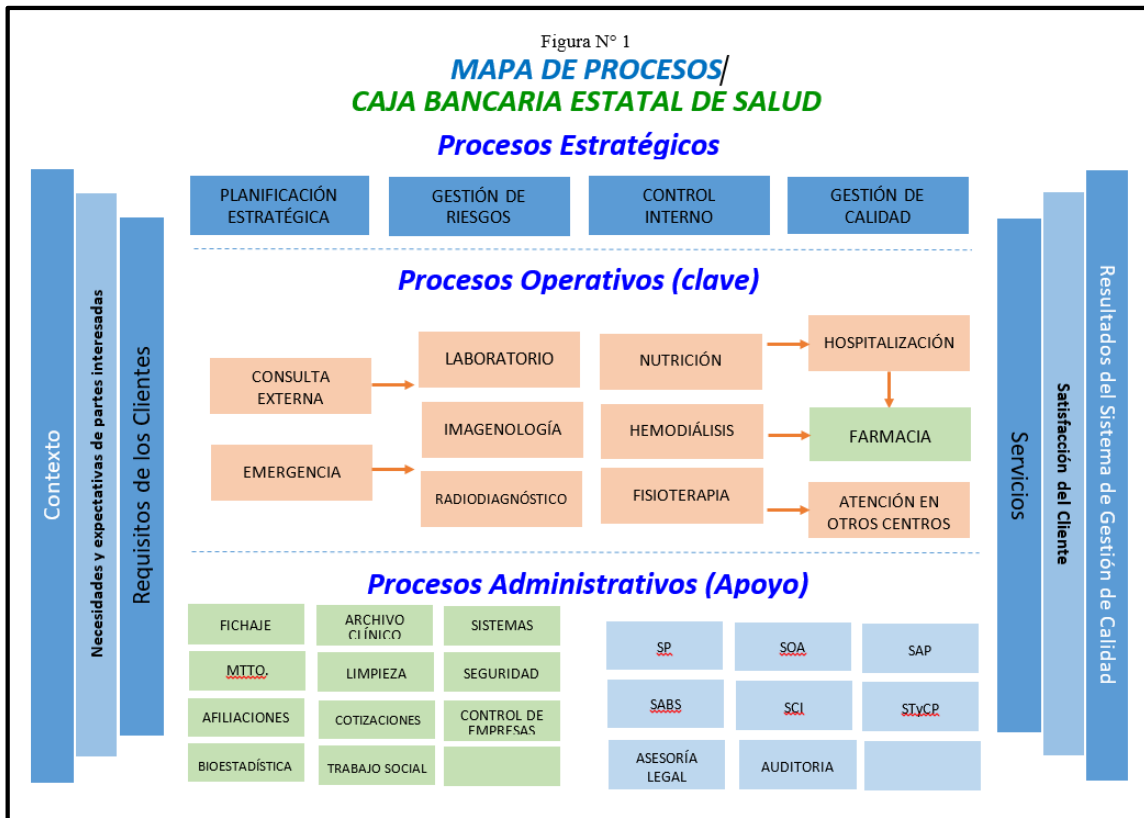 Figura N° 1
MAPA DE PROCESOS/
CAJA BANCARIA ESTATAL DE SALUD
Procesos Estratégicos
Contexto
Necesidades y expectativas de partes interesadas
Requisitos de los Clientes
PLANIFICACIÓN
ESTRATÉGICA
GESTIÓN DE
RIESGOS
CONTROL
INTERNO
GESTIÓN DE
CALIDAD
Procesos Operativos (clave)
CONSULTA
EXTERNA
EMERGENCIA
LABORATORIO
IMAGENOLOGÍA
RADIODIAGNÓSTICO
NUTRICIÓN
HEMODIÁLISIS
FISIOTERAPIA
HOSPITALIZACIÓN
FARMACIA
ATENCIÓN EN
OTROS CENTROS
Procesos Administrativos (Apoyo)
FICHAJE
ARCHIVO
CLÍNICO
SISTEMAS
MTTO.
LIMPIEZA
SEGURIDAD
AFILIACIONES
COTIZACIONES
CONTROL DE
EMPRESAS
BIOESTADÍSTICA
TRABAJO SOCIAL
SP
SOA
SAP
SABS
SCI
STyCP
ASESORÍA
LEGAL
AUDITORIA
Servicios
Satisfacción del Cliente
Resultados del Sistema de Gestión de Calidad